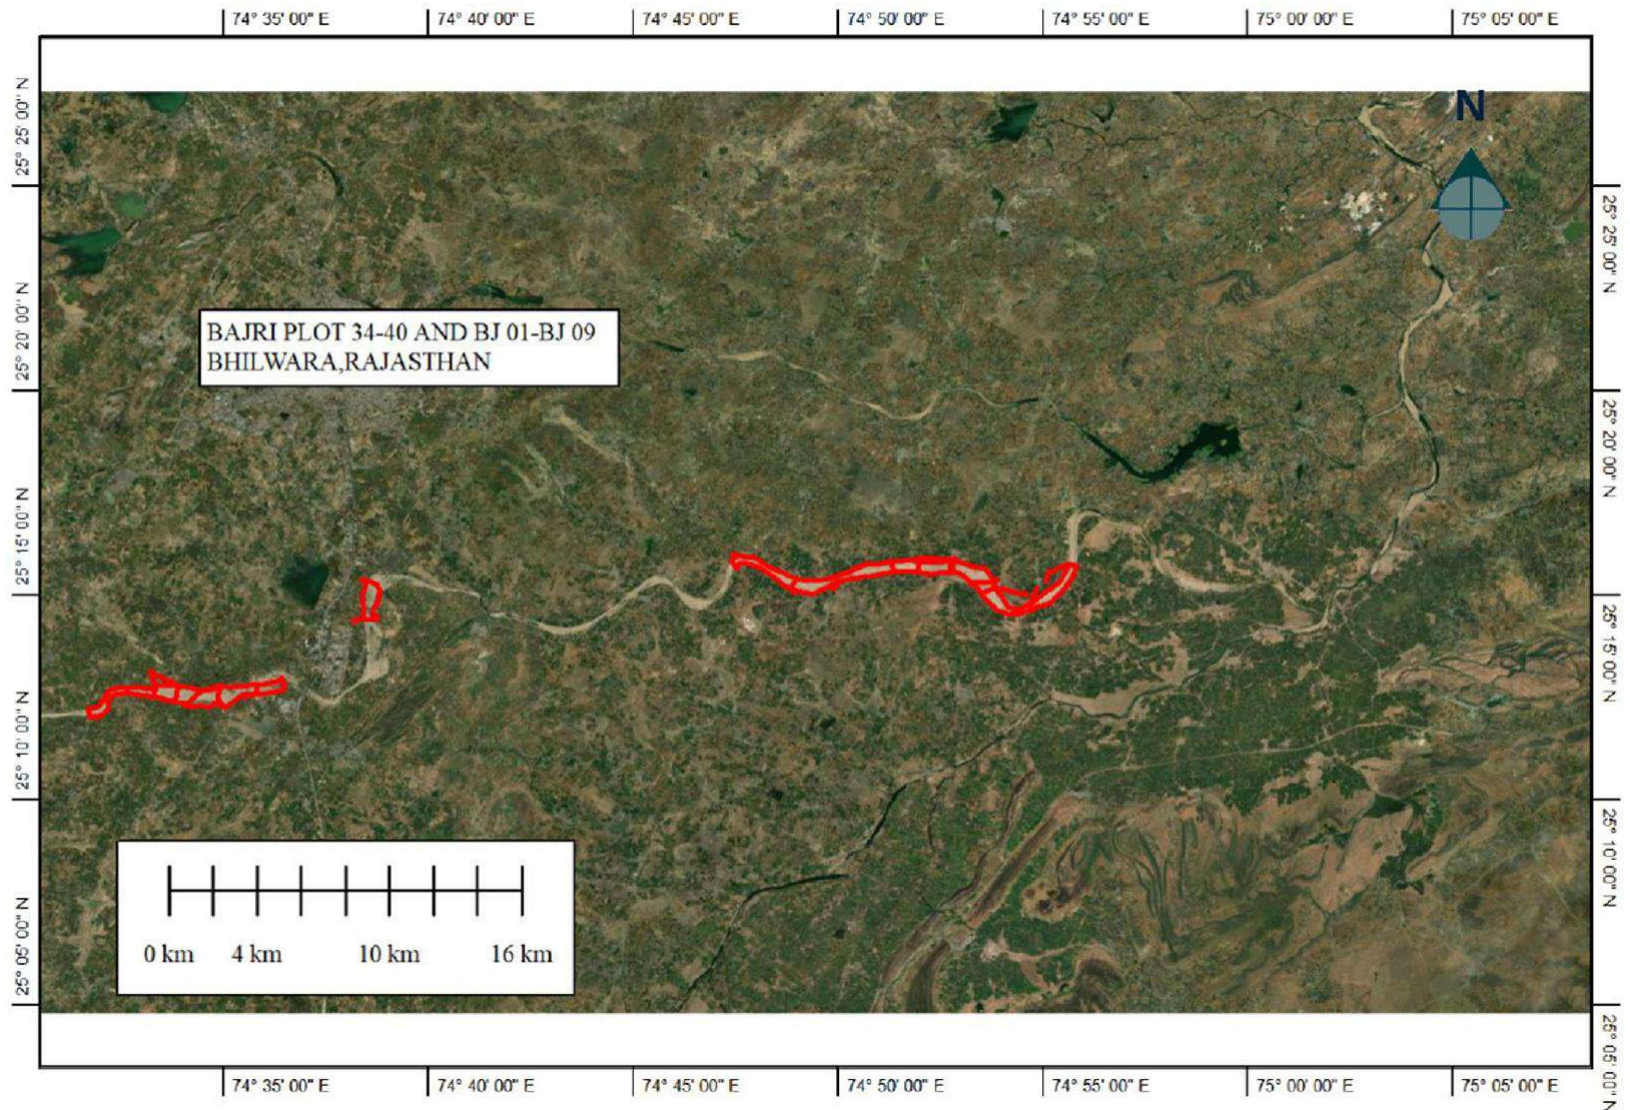 74° 35' 00" E
74° 40' 00" E
74° 45' 00" E
74° 50' 00" E
74° 55' 00" E
75° 00' 00" E
75° 05' 00" E
25° 25' 00" N
25° 20' 00" N
25° 15' 00" N
25° 10' 00" N
25° 05' 00" N
N
BAJRI PLOT 34-40 AND BJ 01-BJ 09
BHILWARA,RAJASTHAN
0 km 4 km 10 km 16 km
25° 25' 00" N
25° 20' 00" N
25° 15' 00" N
25° 10' 00" N
25° 05' 00" N
74° 35' 00" E
74° 40' 00" E
74° 45' 00" E
74° 50' 00" E
74° 55' 00" E
75° 00' 00" E
75° 05' 00" E